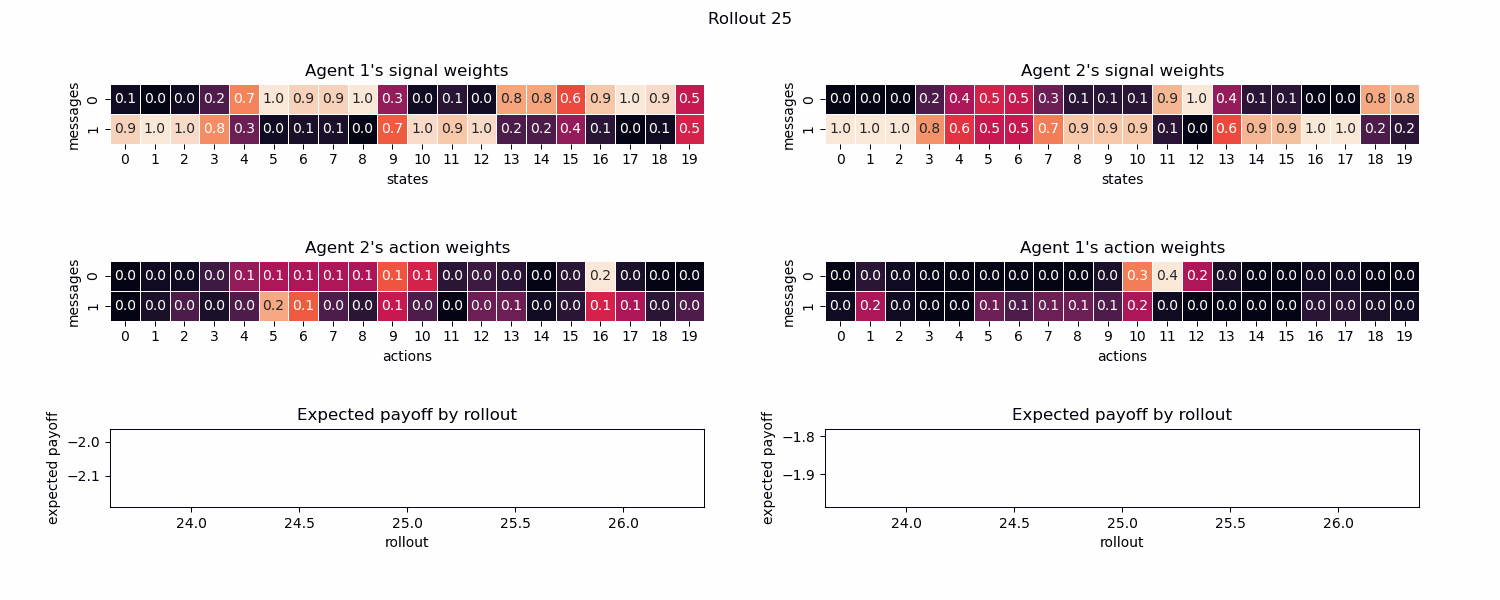 Rollout 25
Agent 1's signal weights
messages
0
1
0.1 0.0 0.0 0.2 0.7 1.0 0.9 0.9 1.0 0.3 0.0 0.1 0.0 0.8 0.8 0.6 0.9 1.0 0.9 0.5
0.9 1.0 1.0 0.8 0.3 0.0 0.1 0.1 0.0 0.7 1.0 0.9 1.0 0.2 0.2 0.4 0.1 0.0 0.1 0.5
0 1 2 3 4 5 6 7 8 9 10 11 12 13 14 15 16 17 18 19
states
Agent 2's signal weights
messages
0
1
0.0 0.0 0.0 0.2 0.4 0.5 0.5 0.3 0.1 0.1 0.1 0.9 1.0 0.4 0.1 0.1 0.0 0.0 0.8 0.8
1.0 1.0 1.0 0.8 0.6 0.5 0.5 0.7 0.9 0.9 0.9 0.1 0.0 0.6 0.9 0.9 1.0 1.0 0.2 0.2
0 1 2 3 4 5 6 7 8 9 10 11 12 13 14 15 16 17 18 19
states
Agent 2's action weights
messages
0
1
0.0 0.0 0.0 0.0 0.1 0.1 0.1 0.1 0.1 0.1 0.1 0.0 0.0 0.0 0.0 0.0 0.2 0.0 0.0 0.0
0.0 0.0 0.0 0.0 0.0 0.2 0.1 0.0 0.0 0.1 0.0 0.0 0.0 0.1 0.0 0.0 0.1 0.1 0.0 0.0
0 1 2 3 4 5 6 7 8 9 10 11 12 13 14 15 16 17 18 19
actions
Agent 1's action weights
messages
0
1
0.0 0.0 0.0 0.0 0.0 0.0 0.0 0.0 0.0 0.0 0.3 0.4 0.2 0.0 0.0 0.0 0.0 0.0 0.0 0.0
0.0 0.2 0.0 0.0 0.0 0.1 0.1 0.1 0.1 0.1 0.2 0.0 0.0 0.0 0.0 0.0 0.0 0.0 0.0 0.0
0 1 2 3 4 5 6 7 8 9 10 11 12 13 14 15 16 17 18 19
actions
Expected payoff by rollout
expected payoff
−2.0
−2.1
24.0 24.5 25.0 25.5 26.0
rollout
Expected payoff by rollout
expected payoff
−1.8
−1.9
24.0 24.5 25.0 25.5 26.0
rollout